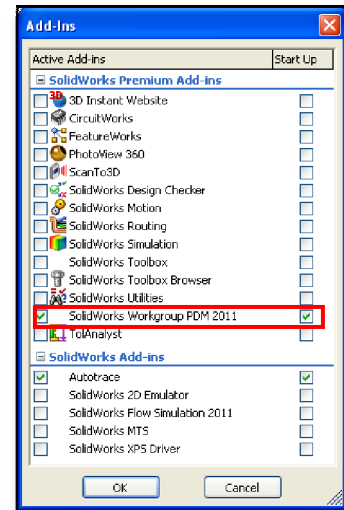 Add-Ins
Active Add-ins Start Up
SolidWorks Premium Add-ins
3D 3D Instant Website
CircuitWorks
FeatureWorks
PhotoView 360
ScanTo3D
SolidWorks Design Checker
SolidWorks Motion
SolidWorks Routing
SolidWorks Simulation
SolidWorks Toolbox
SolidWorks Toolbox Browser
SolidWorks Utilities
SolidWorks Workgroup PDM 2011
TolAnalyst
SolidWorks Add-ins
Autotrace
SolidWorks 2D Emulator
SolidWorks Flow Simulation 2011
SolidWorks MTS
SolidWorks XPS Driver
OK Cancel